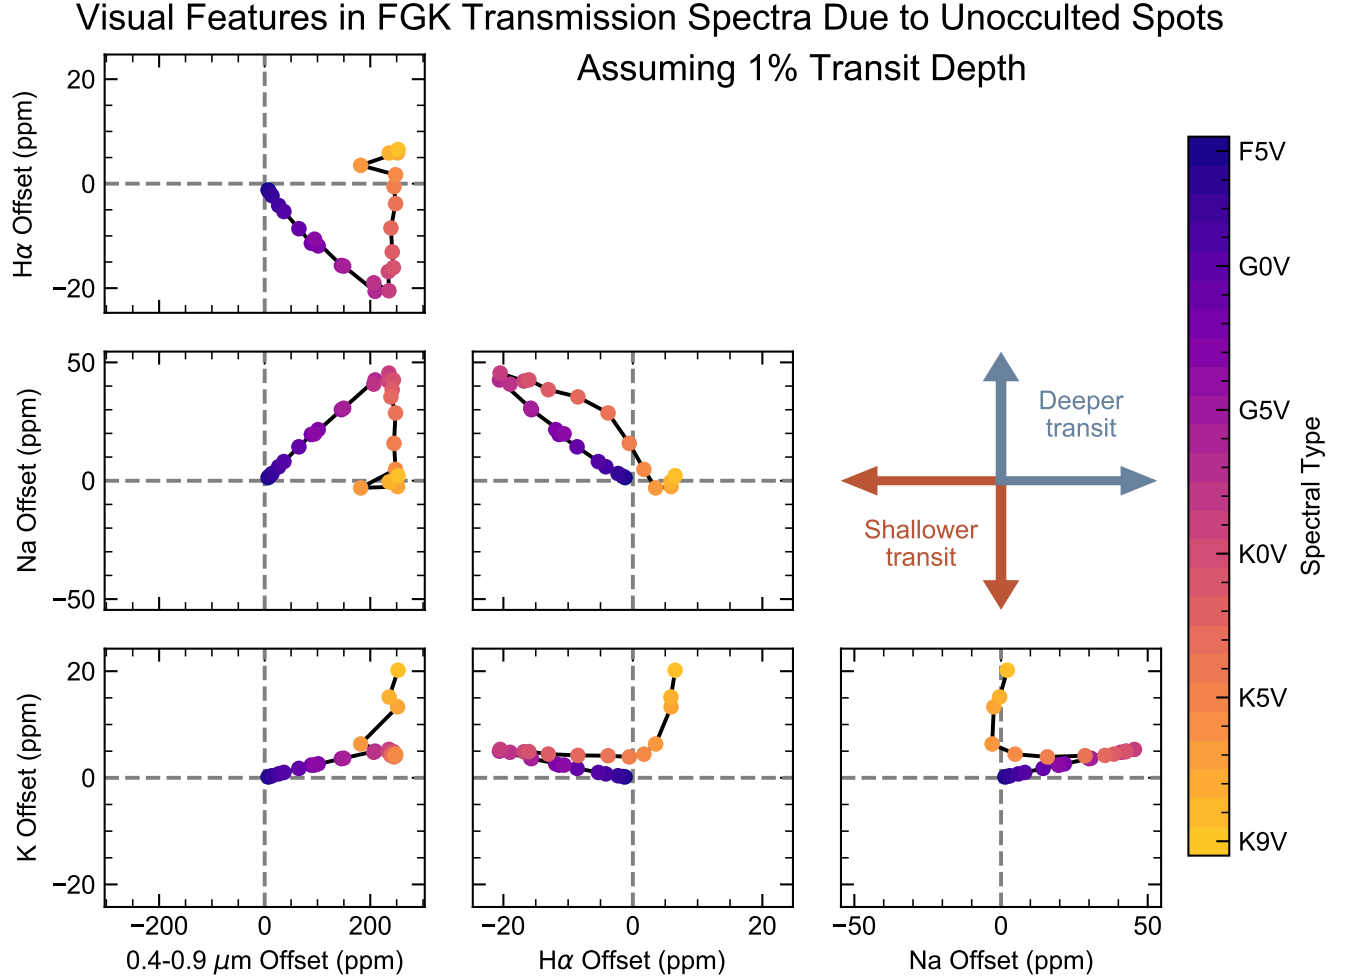 Visual Features in FGK Transmission Spectra Due to Unocculted Spots
Assuming 1% Transit Depth
20
0
−20
Hα Offset (ppm)
50
0
−50
Na Offset (ppm)
Deeper
transit
Shallower
transit
20
0
−20
K Offset (ppm)
−200
0
200
0.4-0.9 μm Offset (ppm)
−20
0
20
Hα Offset (ppm)
−50
0
50
Na Offset (ppm)
F5V
G0V
G5V
K0V
K5V
K9V
Spectral Type